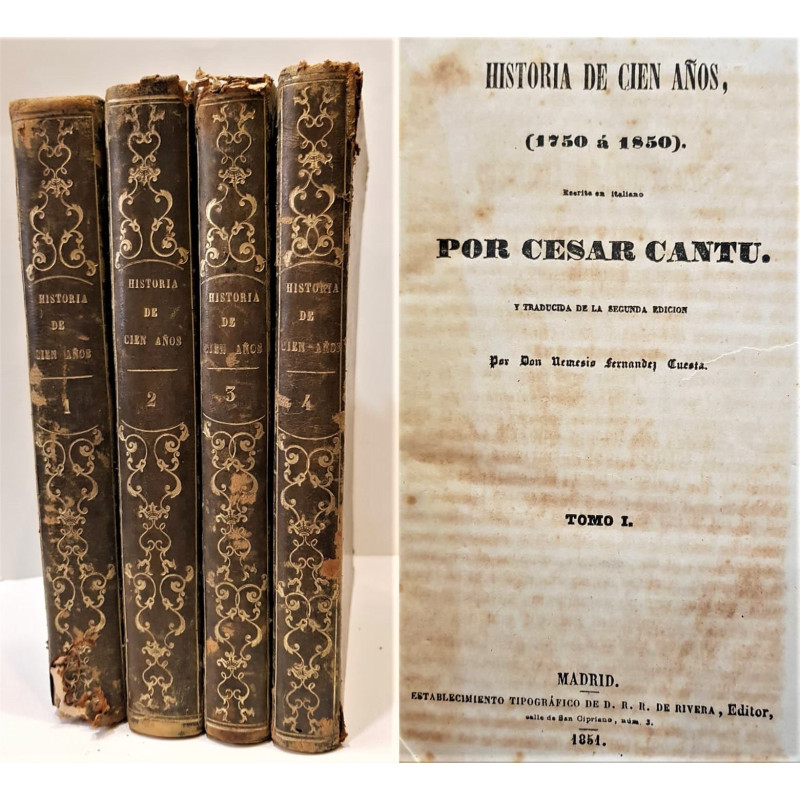 HISTORIA
DE
CIEN AÑOS
1
HISTORIA
DE
CIEN AÑOS
2
HISTORIA
DE
CIEN AÑOS
3
HISTORIA
DE
CIEN AÑOS
4
HISTORIA DE CIEN AÑOS,
(1750 á 1850).
Escrita en italiano
POR CESAR CANTU.
Y TRADUCIDA DE LA SEGUNDA EDICION
Por Don Nemesio Fernandez Cuesta.
TOMO I.
MADRID.
ESTABLECIMIENTO TIPOGRÁFICO DE D. R. R. DE RIVERA, Editor,
calle de San Cipriano, núm. 3.
1851.